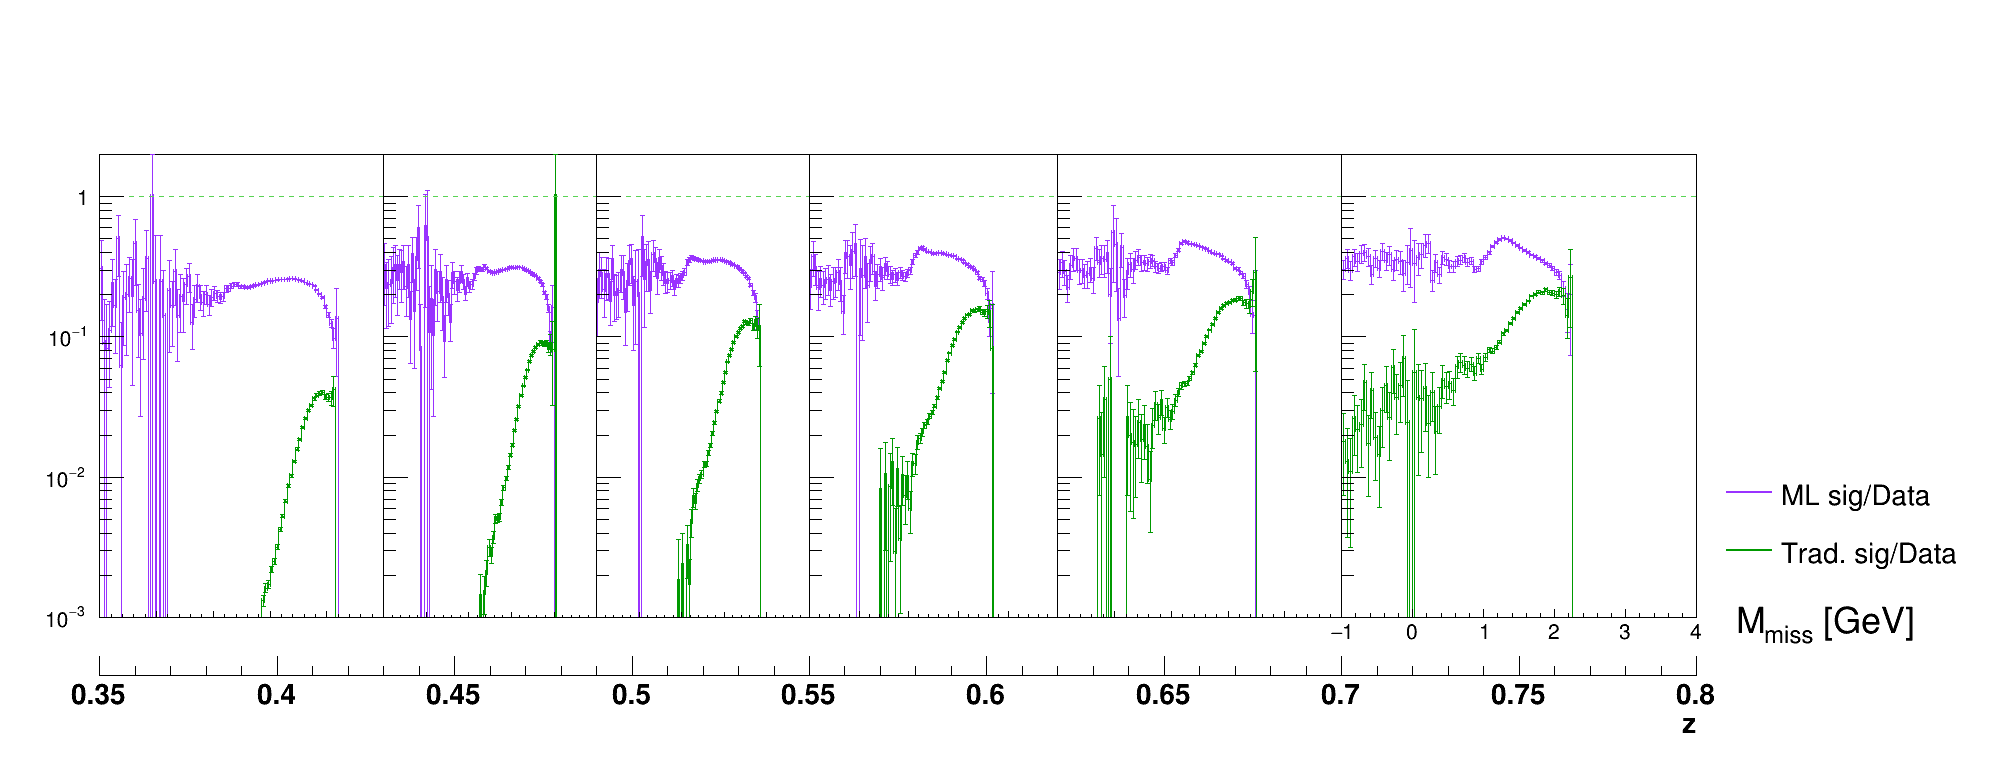 1
10⁻¹
10⁻²
10⁻³
ML sig/Data
Trad. sig/Data
−1 0 1 2 3 4
M_miss [GeV]
0.35 0.4 0.45 0.5 0.55 0.6 0.65 0.7 0.75 0.8
z